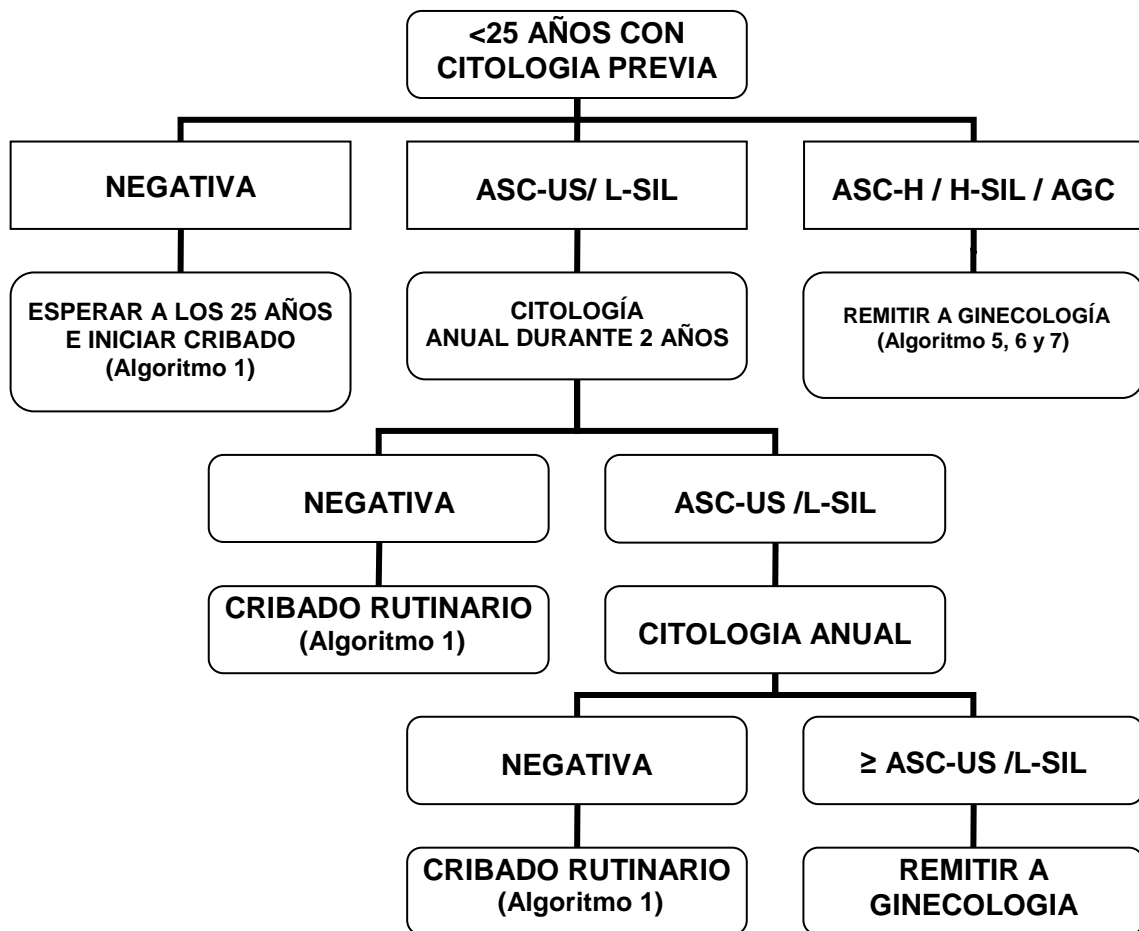 <25 AÑOS CON
CITOLOGIA PREVIA
NEGATIVA
ASC-US/ L-SIL
ASC-H / H-SIL / AGC
ESPERAR A LOS 25 AÑOS
E INICIAR CRIBADO
(Algoritmo 1)
CITOLOGÍA
ANUAL DURANTE 2 AÑOS
REMITIR A GINECOLOGÍA
(Algoritmo 5, 6 y 7)
NEGATIVA
ASC-US /L-SIL
CRIBADO RUTINARIO
(Algoritmo 1)
CITOLOGIA ANUAL
NEGATIVA
≥ ASC-US /L-SIL
CRIBADO RUTINARIO
(Algoritmo 1)
REMITIR A
GINECOLOGIA